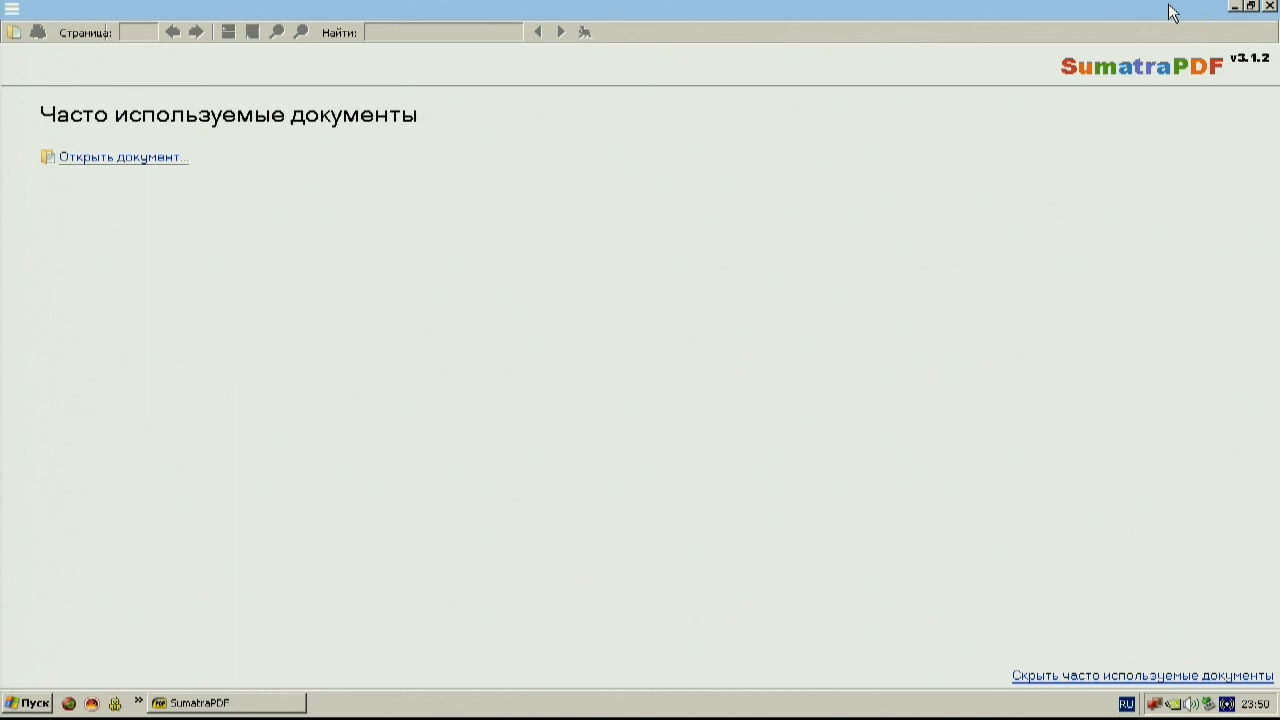 Страница:
Найти:
SumatraPDF v3.1.2
Часто используемые документы
Открыть документ...
Скрыть часто используемые документы
Пуск
»
PDF
SumatraPDF
RU
23:50